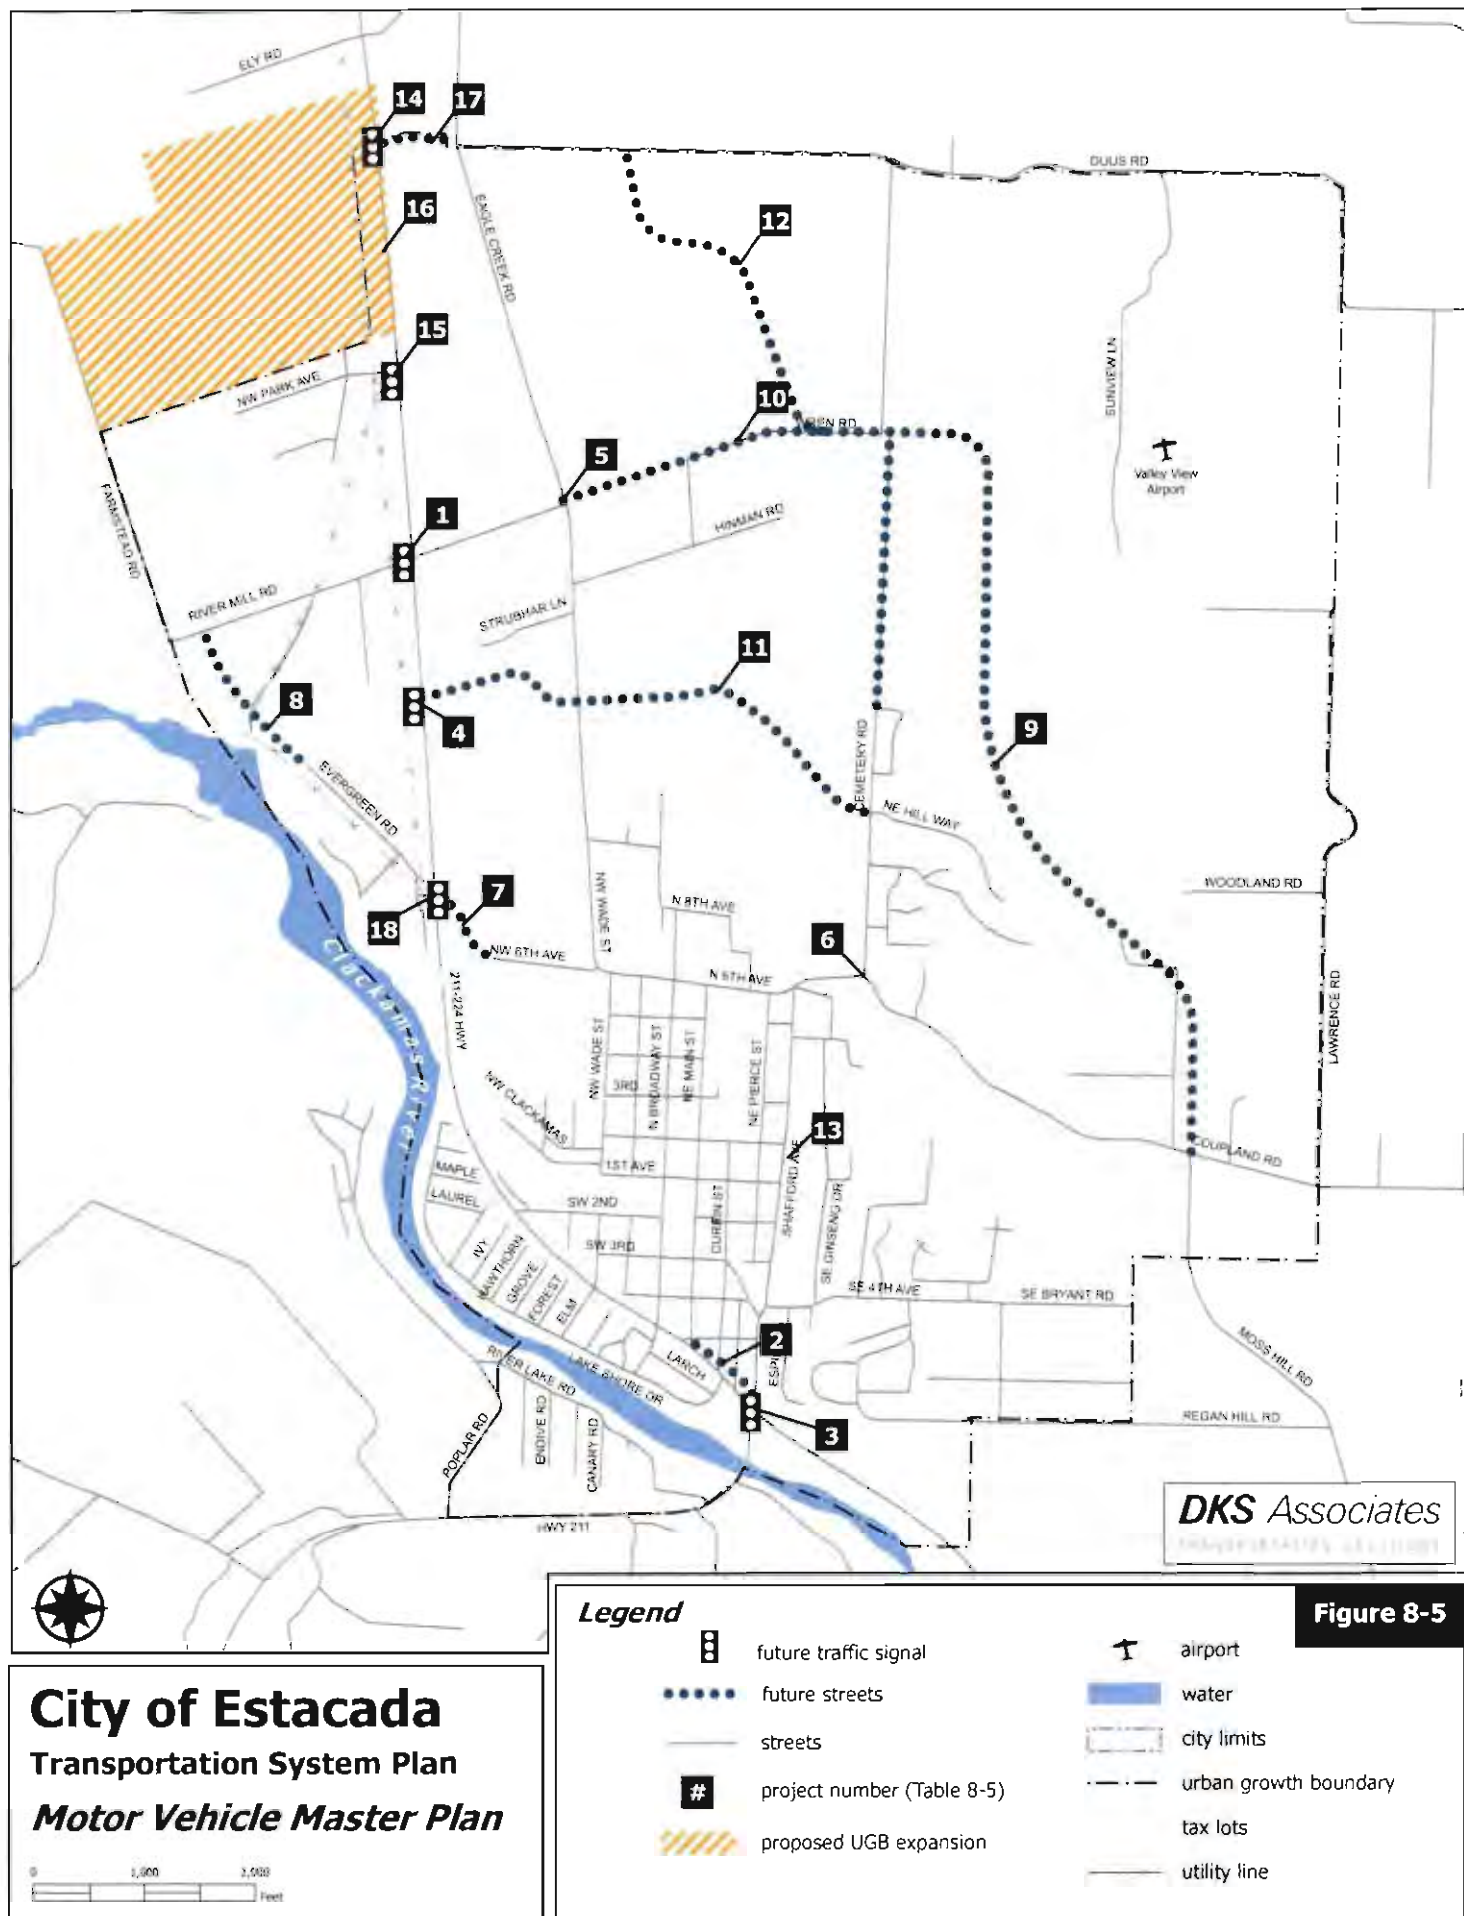 ELY RD
14
17
DUUS RD
16
EAGLE CREEK RD
12
15
NW PARK AVE
SUNVIEW LN
10
5
Valley View
Airport
FARMSTEAD RD
1
HINMAN RD
RIVER MILL RD
STRUBHAR LN
11
8
4
CEMETERY RD
9
EVERGREEN RD
NE HILL WAY
WOODLAND RD
7
18
N 8TH AVE
NW WADE ST
6
NW 6TH AVE
N 5TH AVE
Clackamas River
211-224 HWY
LAWRENCE RD
NW WADE ST
N BROADWAY ST
NE MAIN ST
NE PIERCE ST
3RD
NW CLACKAMAS
13
1ST AVE
COUPLAND RD
MAPLE
LAUREL
SW 2ND
SHAFFORD AVE
SE GINSENG DR
SW 3RD
IVY
HAWTHORN
GROVE
FOREST
ELM
SE 4TH AVE
SE BRYANT RD
2
LARCH
MOSS HILL RD
RIVER LAKE RD
LAKE SHORE DR
3
REGAN HILL RD
POPLAR RD
ENDIVE RD
CANARY RD
HWY 211
DKS Associates
Legend
Figure 8-5
future traffic signal
future streets
streets
# project number (Table 8-5)
proposed UGB expansion
airport
water
city limits
urban growth boundary
tax lots
utility line
City of Estacada
Transportation System Plan
Motor Vehicle Master Plan
0 1,000 2,000
Feet